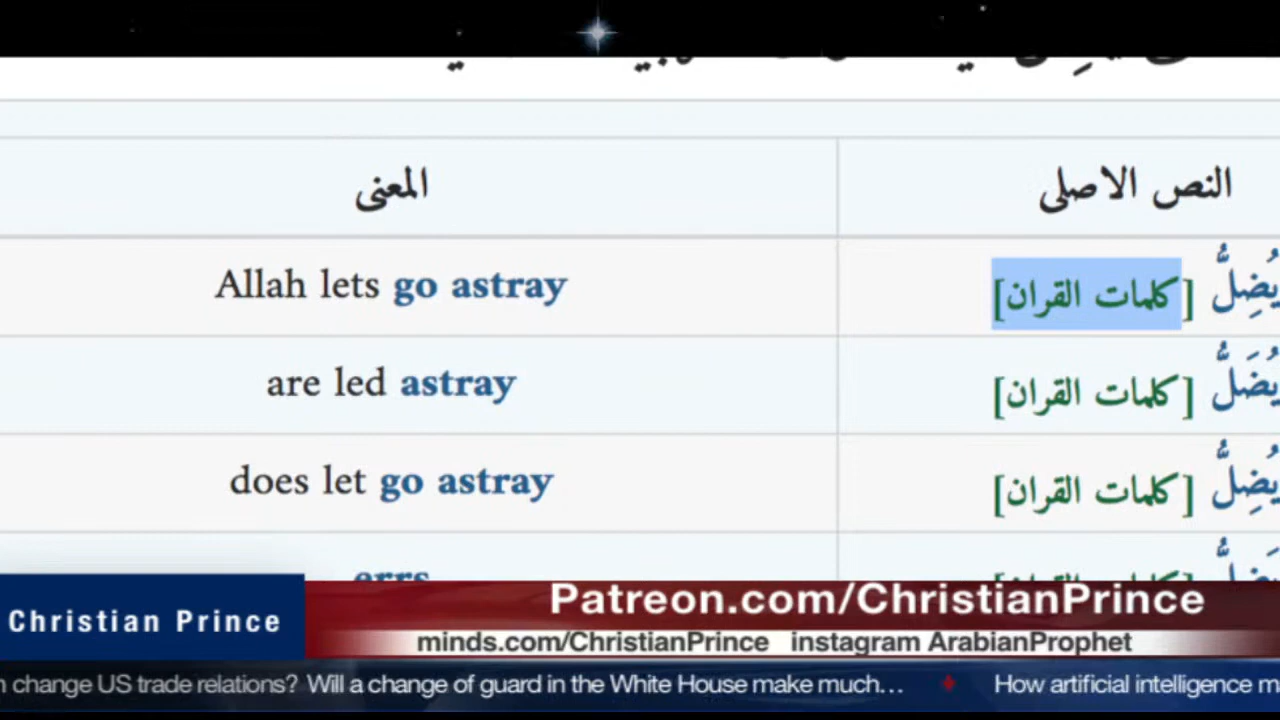 النص الاصلى
المعنى
يُضِلُّ [كلمات القران]
Allah lets go astray
يُضَلُّ [كلمات القران]
are led astray
يُضِلُّ [كلمات القران]
does let go astray
errs
Christian Prince
Patreon.com/ChristianPrince
minds.com/ChristianPrince instagram ArabianProphet
change US trade relations? Will a change of guard in the White House make much... How artificial intelligence